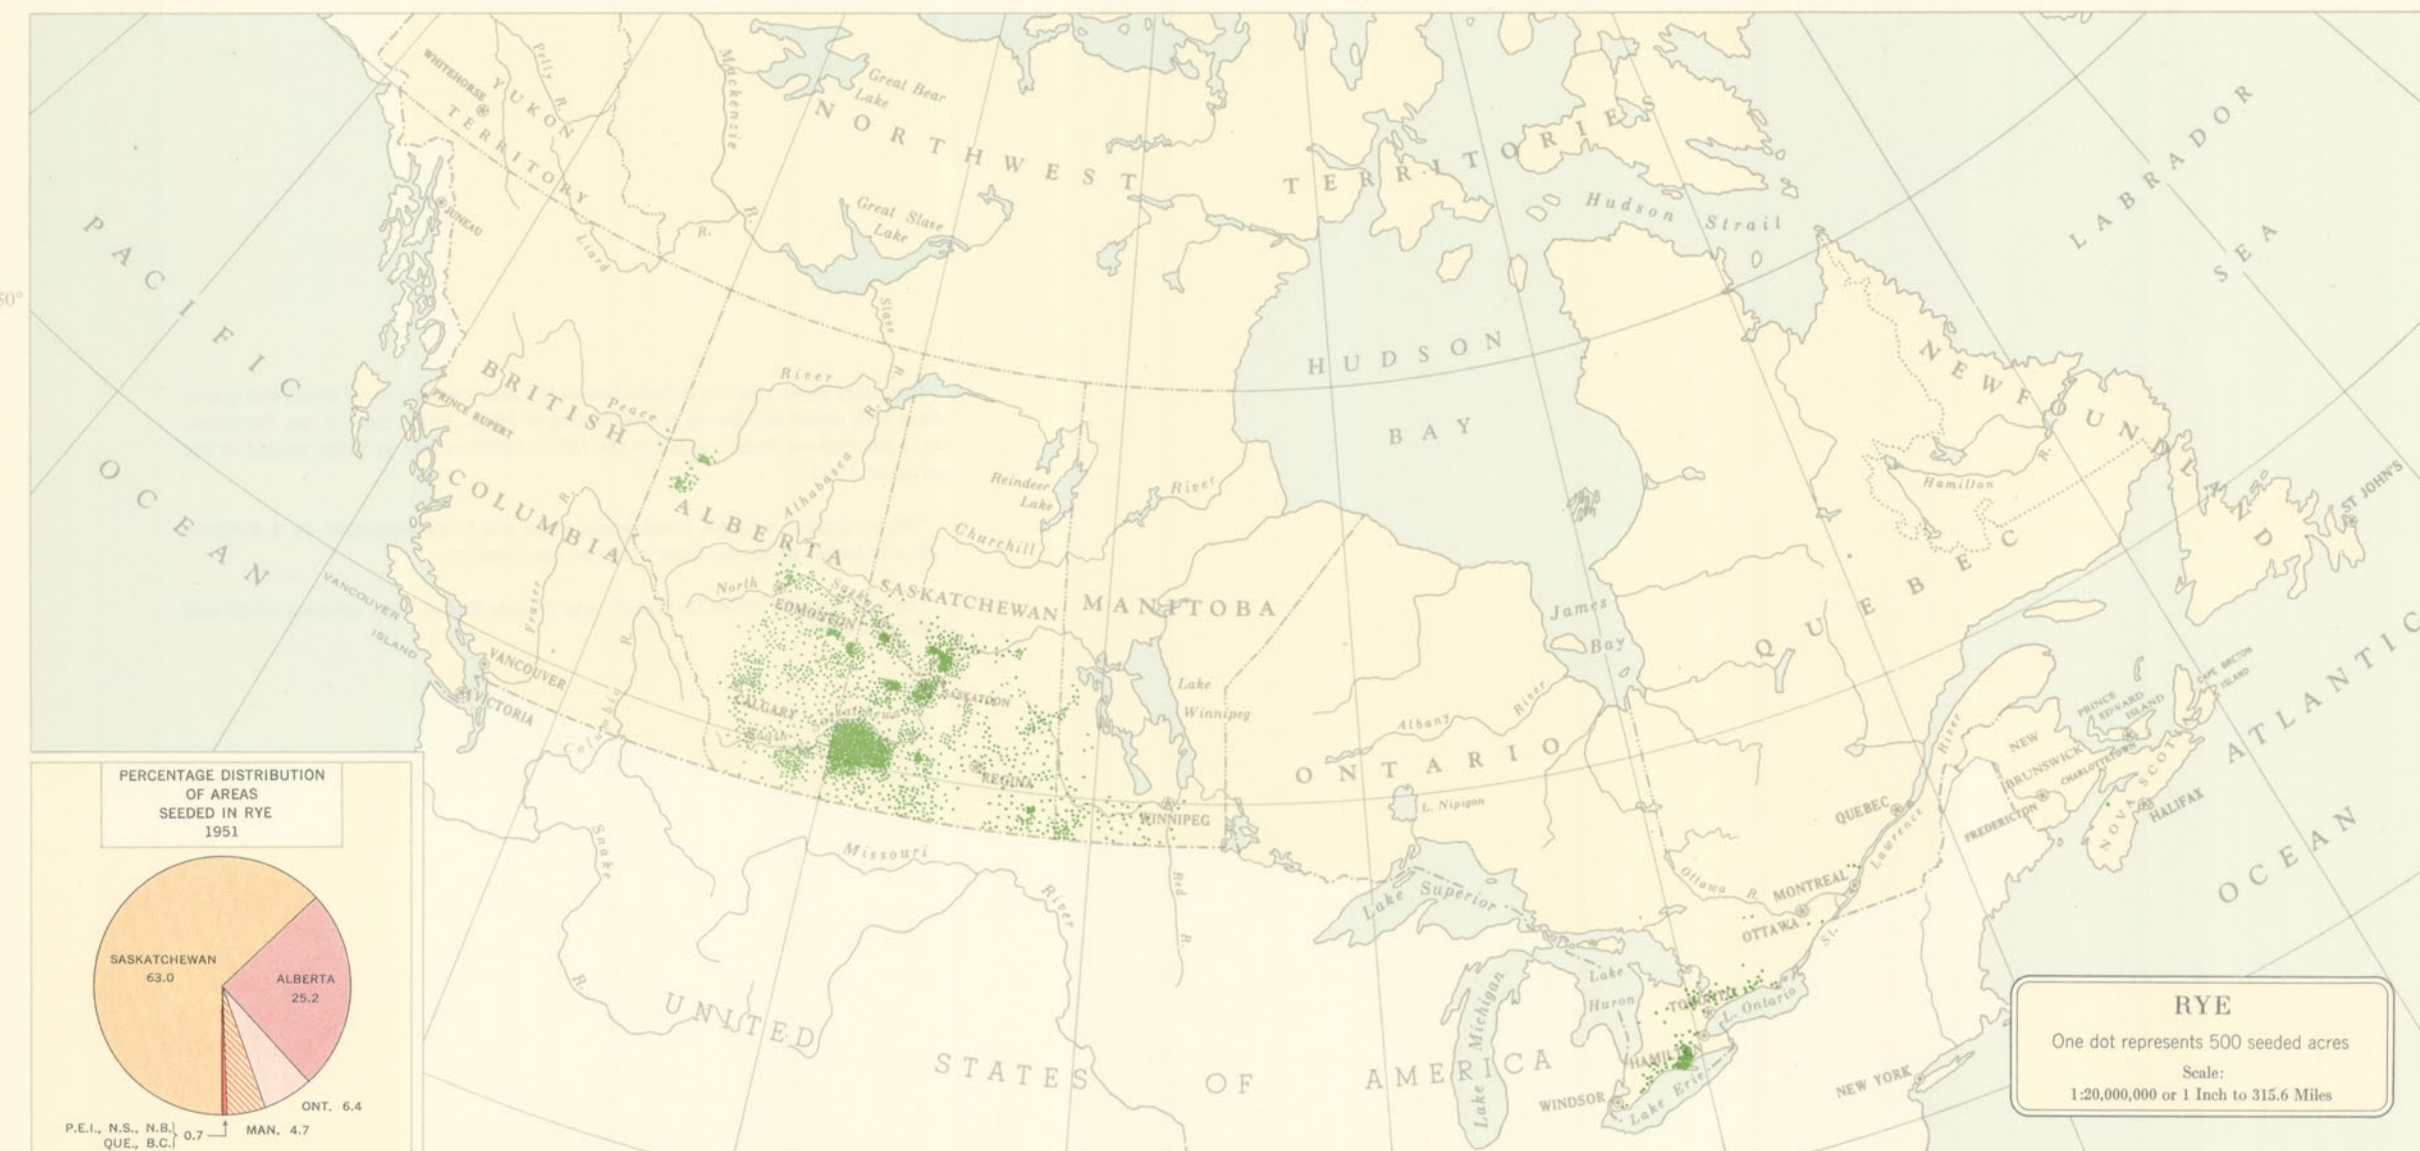 WHITEHORSE
YUKON
TERRITORY
Pelly R.
Mackenzie
R.
Great Bear
Lake
NORTHWEST TERRITORIES
Great Slave
Lake
JUNEAU
Liard
R.
Slave
R.
Hudson Strait
LABRADOR
SEA
60°
PACIFIC
OCEAN
HUDSON
BAY
BRITISH
COLUMBIA
PRINCE RUPERT
Peace
River
ALBERTA
Athabasca
R.
Reindeer
Lake
Churchill
River
NEWFOUNDLAND
Hamilton
R.
ST JOHN'S
QUEBEC
SASKATCHEWAN
MANITOBA
North
EDMONTON
Fraser
R.
R.
James
Bay
VANCOUVER
ISLAND
VANCOUVER
VICTORIA
CALGARY
SASKATOON
Columbia
South
REGINA
Lake
Winnipeg
WINNIPEG
Albany
River
ONTARIO
L. Nipigon
CAPE BRETON
ISLAND
PRINCE
EDWARD
ISLAND
NEW
BRUNSWICK
CHARLOTTETOWN
FREDERICTON
NOVA SCOTIA
HALIFAX
ATLANTIC
OCEAN
QUEBEC
St. Lawrence
River
MONTREAL
OTTAWA
Ottawa R.
Snake
R.
Missouri
River
Red
R.
Lake Superior
Lake Michigan
Lake
Huron
TORONTO
L. Ontario
HAMILTON
Lake Erie
WINDSOR
NEW YORK
UNITED
STATES OF AMERICA
PERCENTAGE DISTRIBUTION
OF AREAS
SEEDED IN RYE
1951
SASKATCHEWAN
63.0
ALBERTA
25.2
ONT. 6.4
MAN. 4.7
P.E.I., N.S., N.B.
QUE., B.C.
0.7
RYE
One dot represents 500 seeded acres
Scale:
1:20,000,000 or 1 Inch to 315.6 Miles